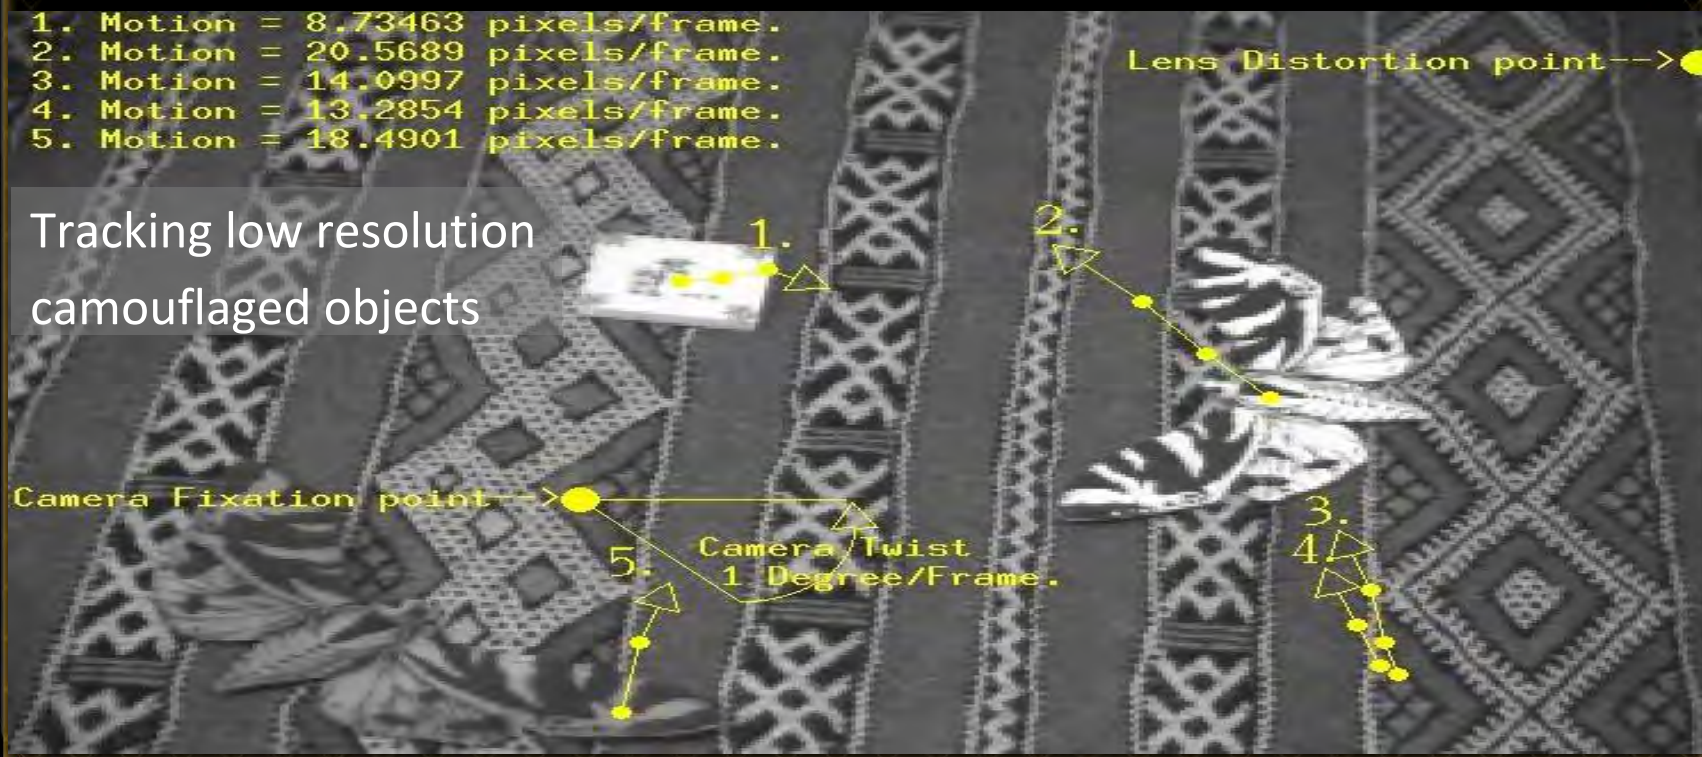 1. Motion = 8.73463 pixels/frame.
2. Motion = 20.5689 pixels/frame.
3. Motion = 14.0997 pixels/frame.
4. Motion = 13.2854 pixels/frame.
5. Motion = 18.4901 pixels/frame.
Lens Distortion point-->
Tracking low resolution
camouflaged objects
1.
2.
Camera Fixation point-->
3.
4.
5.
Camera Twist
1 Degree/Frame.